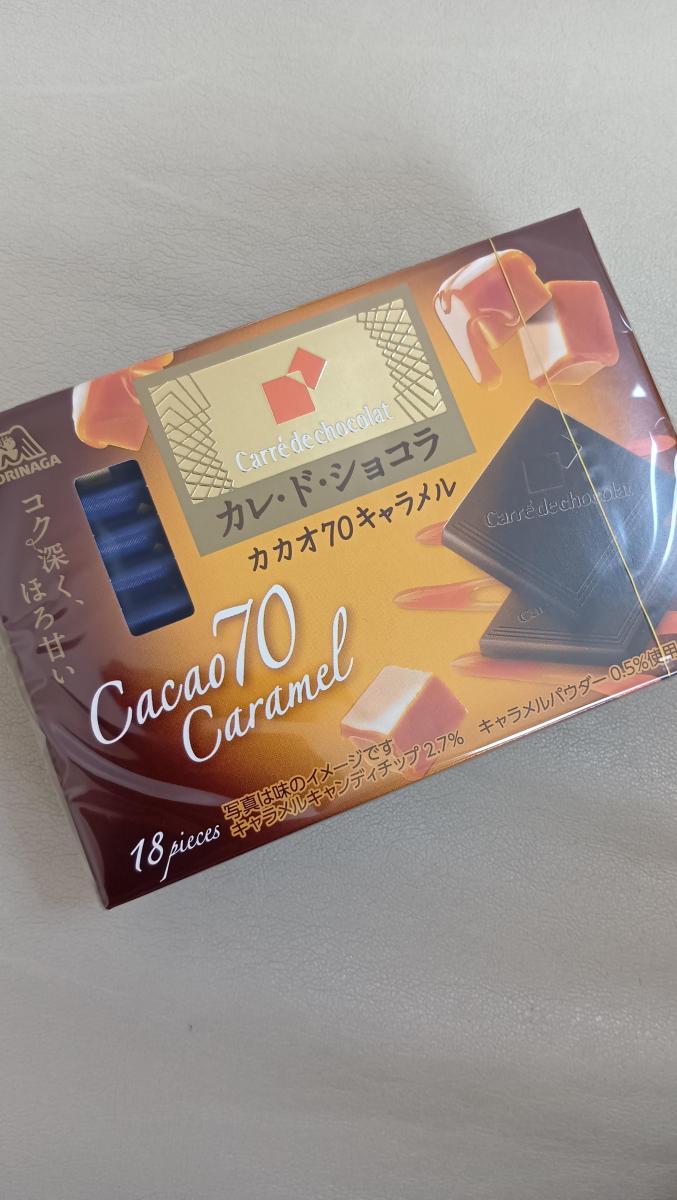 Carré de chocolat
カレ・ド・ショコラ
カカオ70キャラメル
ORINAGA
コク深く、
ほろ甘い
Carré de chocolat
Cacao70
Caramel
写真は味のイメージです
キャラメルキャンディチップ 2.7% キャラメルパウダー 0.5%使用
18 pieces